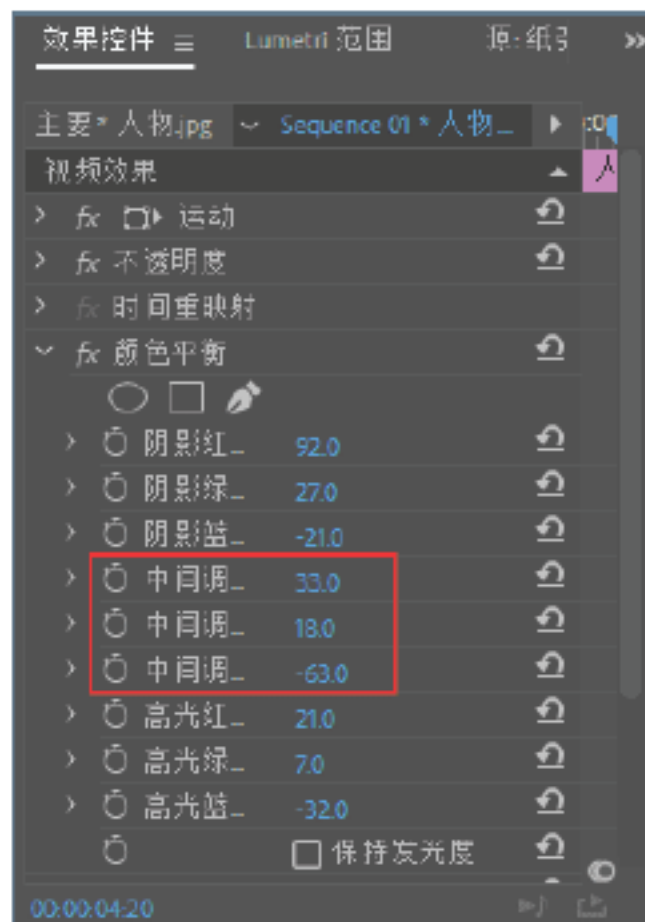 效果控件 Lumetri 范围 源: 纸引 »
主要* 人物.jpg Sequence 01 * 人物...
视频效果 人
fx 运动
fx 不透明度
fx 时间重映射
fx 颜色平衡
阴影红... 92.0
阴影绿... 27.0
阴影蓝... -21.0
中间调... 33.0
中间调... 18.0
中间调... -63.0
高光红... 21.0
高光绿... 7.0
高光蓝... -32.0
保持发光度
00:00:04:20